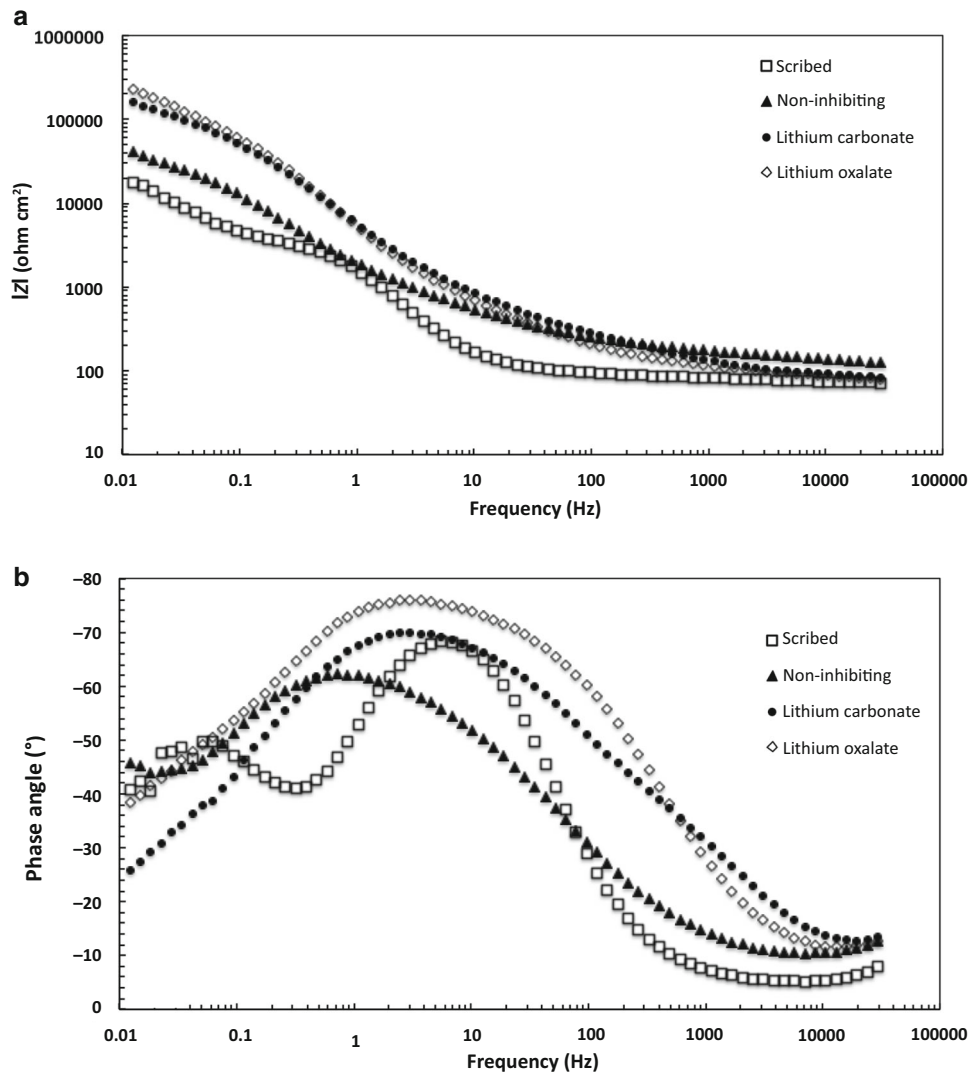 a
1000000
Scribed
Non-inhibiting
100000
Lithium carbonate
Lithium oxalate
|Z| (ohm cm²)
10000
1000
100
10
0.01 0.1 1 10 100 1000 10000 100000
Frequency (Hz)
b
−80
−70
Scribed
−60
Non-inhibiting
Lithium carbonate
−50
Lithium oxalate
Phase angle (°)
−40
−30
−20
−10
0
0.01 0.1 1 10 100 1000 10000 100000
Frequency (Hz)